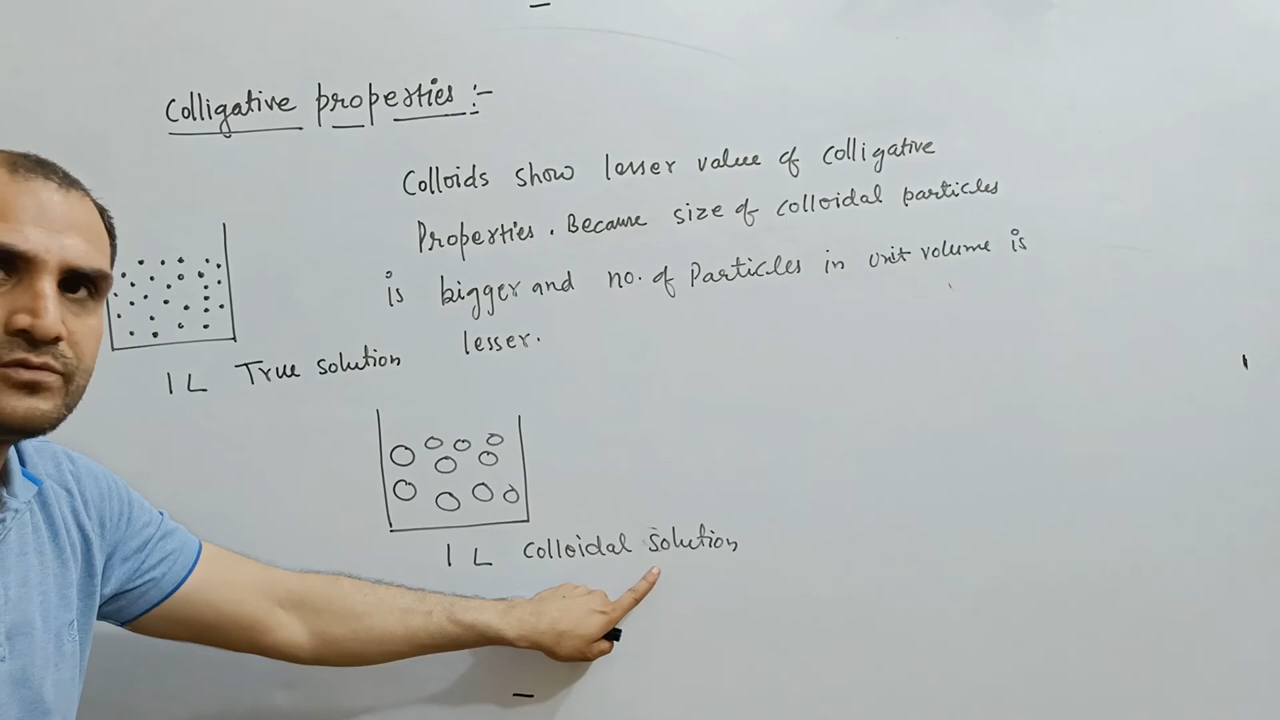 Colligative properties :-
Colloids show lesser value of colligative
Properties. Because size of colloidal particles
is bigger and no. of Particles in unit volume is
lesser.
1 L True solution
1 L Colloidal solution